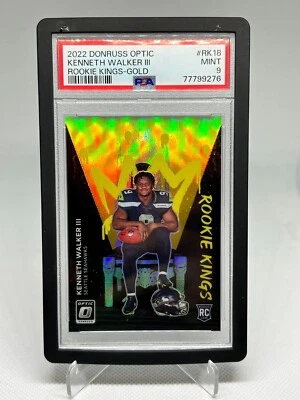 2022 DONRUSS OPTIC #RK18
KENNETH WALKER III MINT
ROOKIE KINGS-GOLD 9
PSA 77799276
ROOKIE KINGS
KENNETH WALKER III
SEATTLE SEAHAWKS
OPTIC
RC